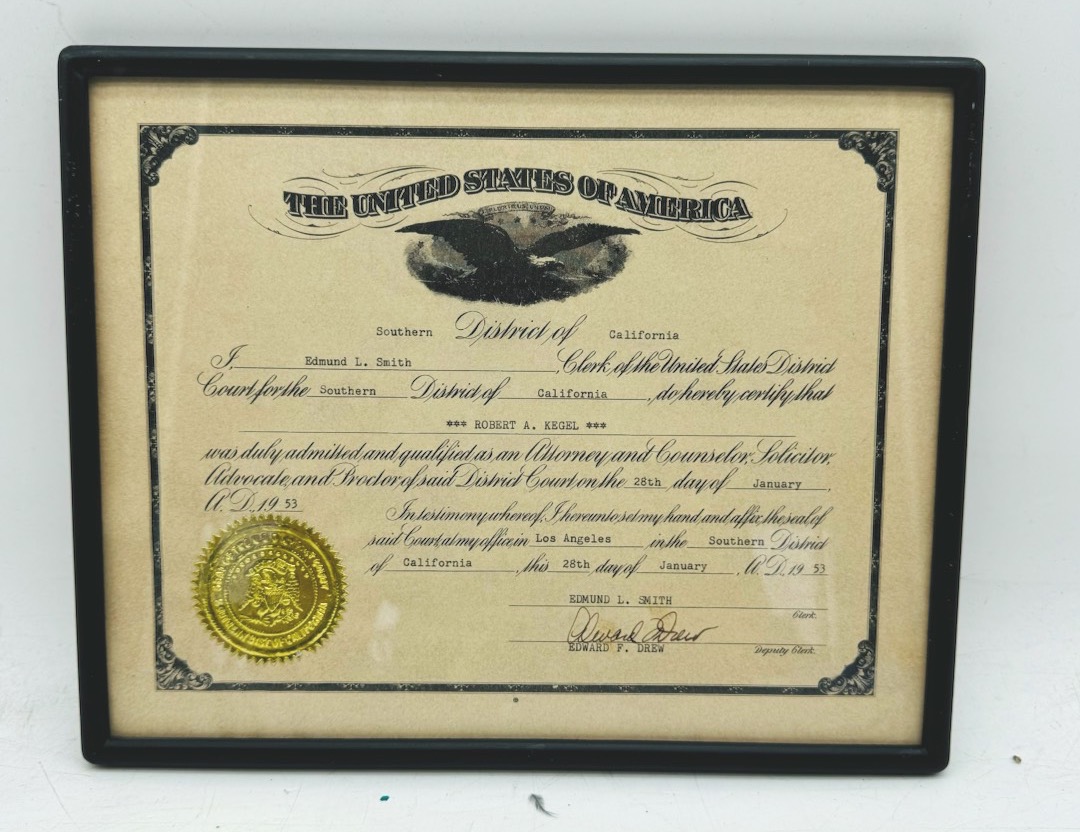 THE UNITED STATES OF AMERICA
Southern District of California
I, Edmund L. Smith, Clerk of the United States District
Court for the Southern District of California, do hereby certify that
*** ROBERT A. KEGEL ***
was duly admitted and qualified as an Attorney and Counselor, Solicitor,
Advocate, and Proctor of said District Court on the 28th day of January,
A.D. 19 53
In testimony whereof, I hereunto set my hand, and affix the seal of
said Court at my office in Los Angeles in the Southern District
of California, this 28th day of January, A.D. 19 53
EDMUND L. SMITH
Clerk.
Edward F. Drew
EDWARD F. DREW Deputy Clerk.